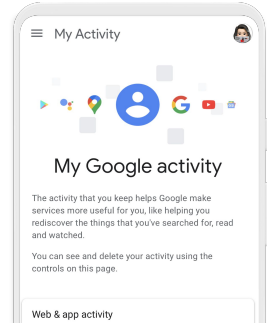 My Activity
My Google activity
The activity that you keep helps Google make
services more useful for you, like helping you
rediscover the things that you've searched for, read
and watched.
You can see and delete your activity using the
controls on this page.
Web & app activity